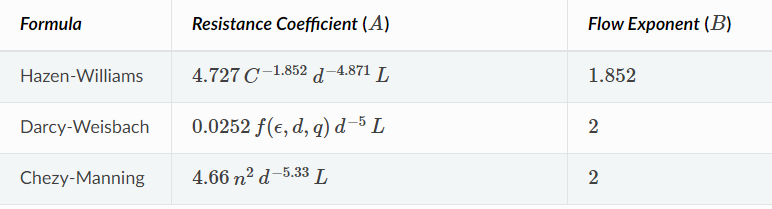 Formula Resistance Coefficient (A) Flow Exponent (B)
Hazen-Williams 4.727 C^−1.852 d^−4.871 L 1.852
Darcy-Weisbach 0.0252 f(ϵ, d, q) d^−5 L 2
Chezy-Manning 4.66 n^2 d^−5.33 L 2